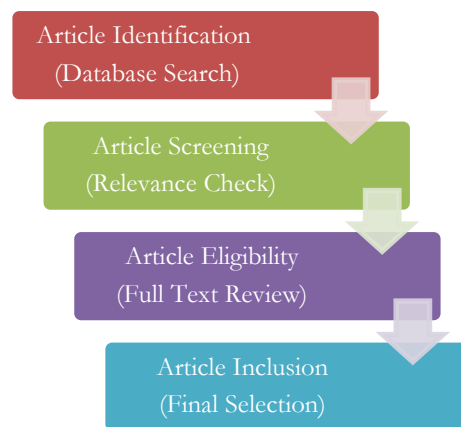 Article Identification
(Database Search)
Article Screening
(Relevance Check)
Article Eligibility
(Full Text Review)
Article Inclusion
(Final Selection)